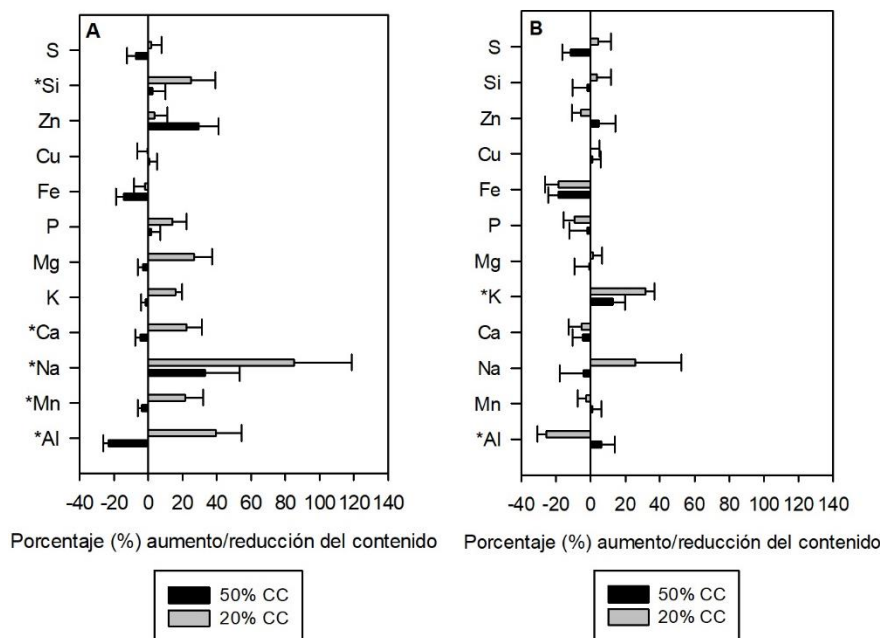 A
S
*Si
Zn
Cu
Fe
P
Mg
K
*Ca
*Na
*Mn
*Al
-40 -20 0 20 40 60 80 100 120 140
Porcentaje (%) aumento/reducción del contenido
50% CC
20% CC
B
S
Si
Zn
Cu
Fe
P
Mg
*K
Ca
Na
Mn
*Al
-40 -20 0 20 40 60 80 100 120 140
Porcentaje (%) aumento/reducción del contenido
50% CC
20% CC